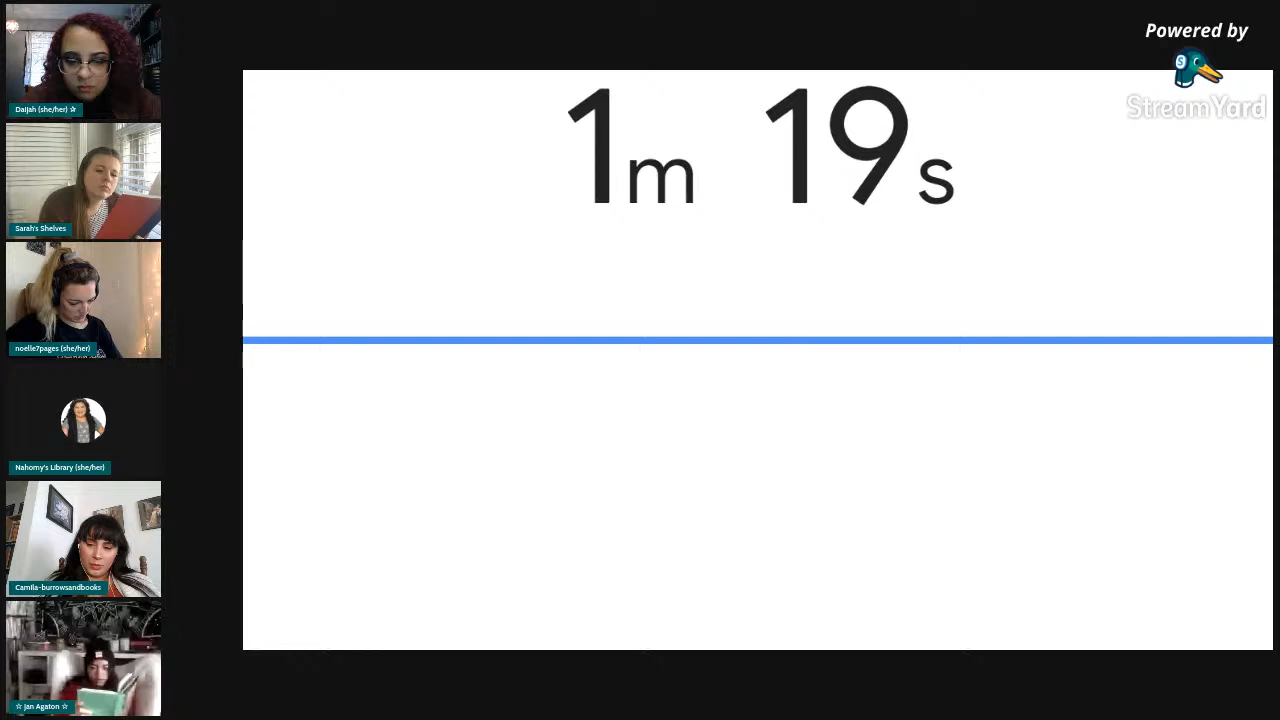 Powered by
StreamYard
1m 19s
Daijah (she/her) ☆
Sarah's Shelves
noelle7pages (she/her)
Nahomy's Library (she/her)
Camila-burrowsandbooks
☆ Jan Agaton ☆